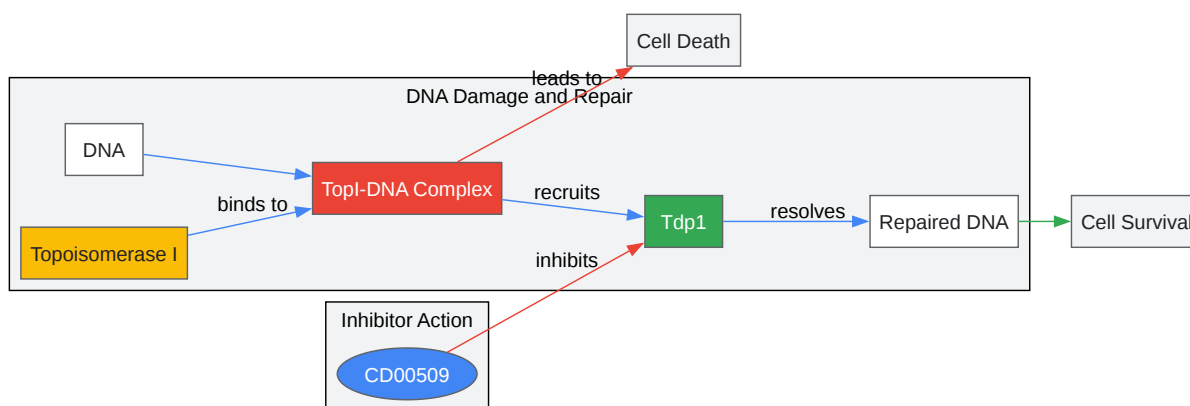 Cell Death
leads to
DNA Damage and Repair
DNA
TopI-DNA Complex
recruits
binds to
Topoisomerase I
Tdp1
resolves
Repaired DNA
Cell Survival
inhibits
Inhibitor Action
CD00509